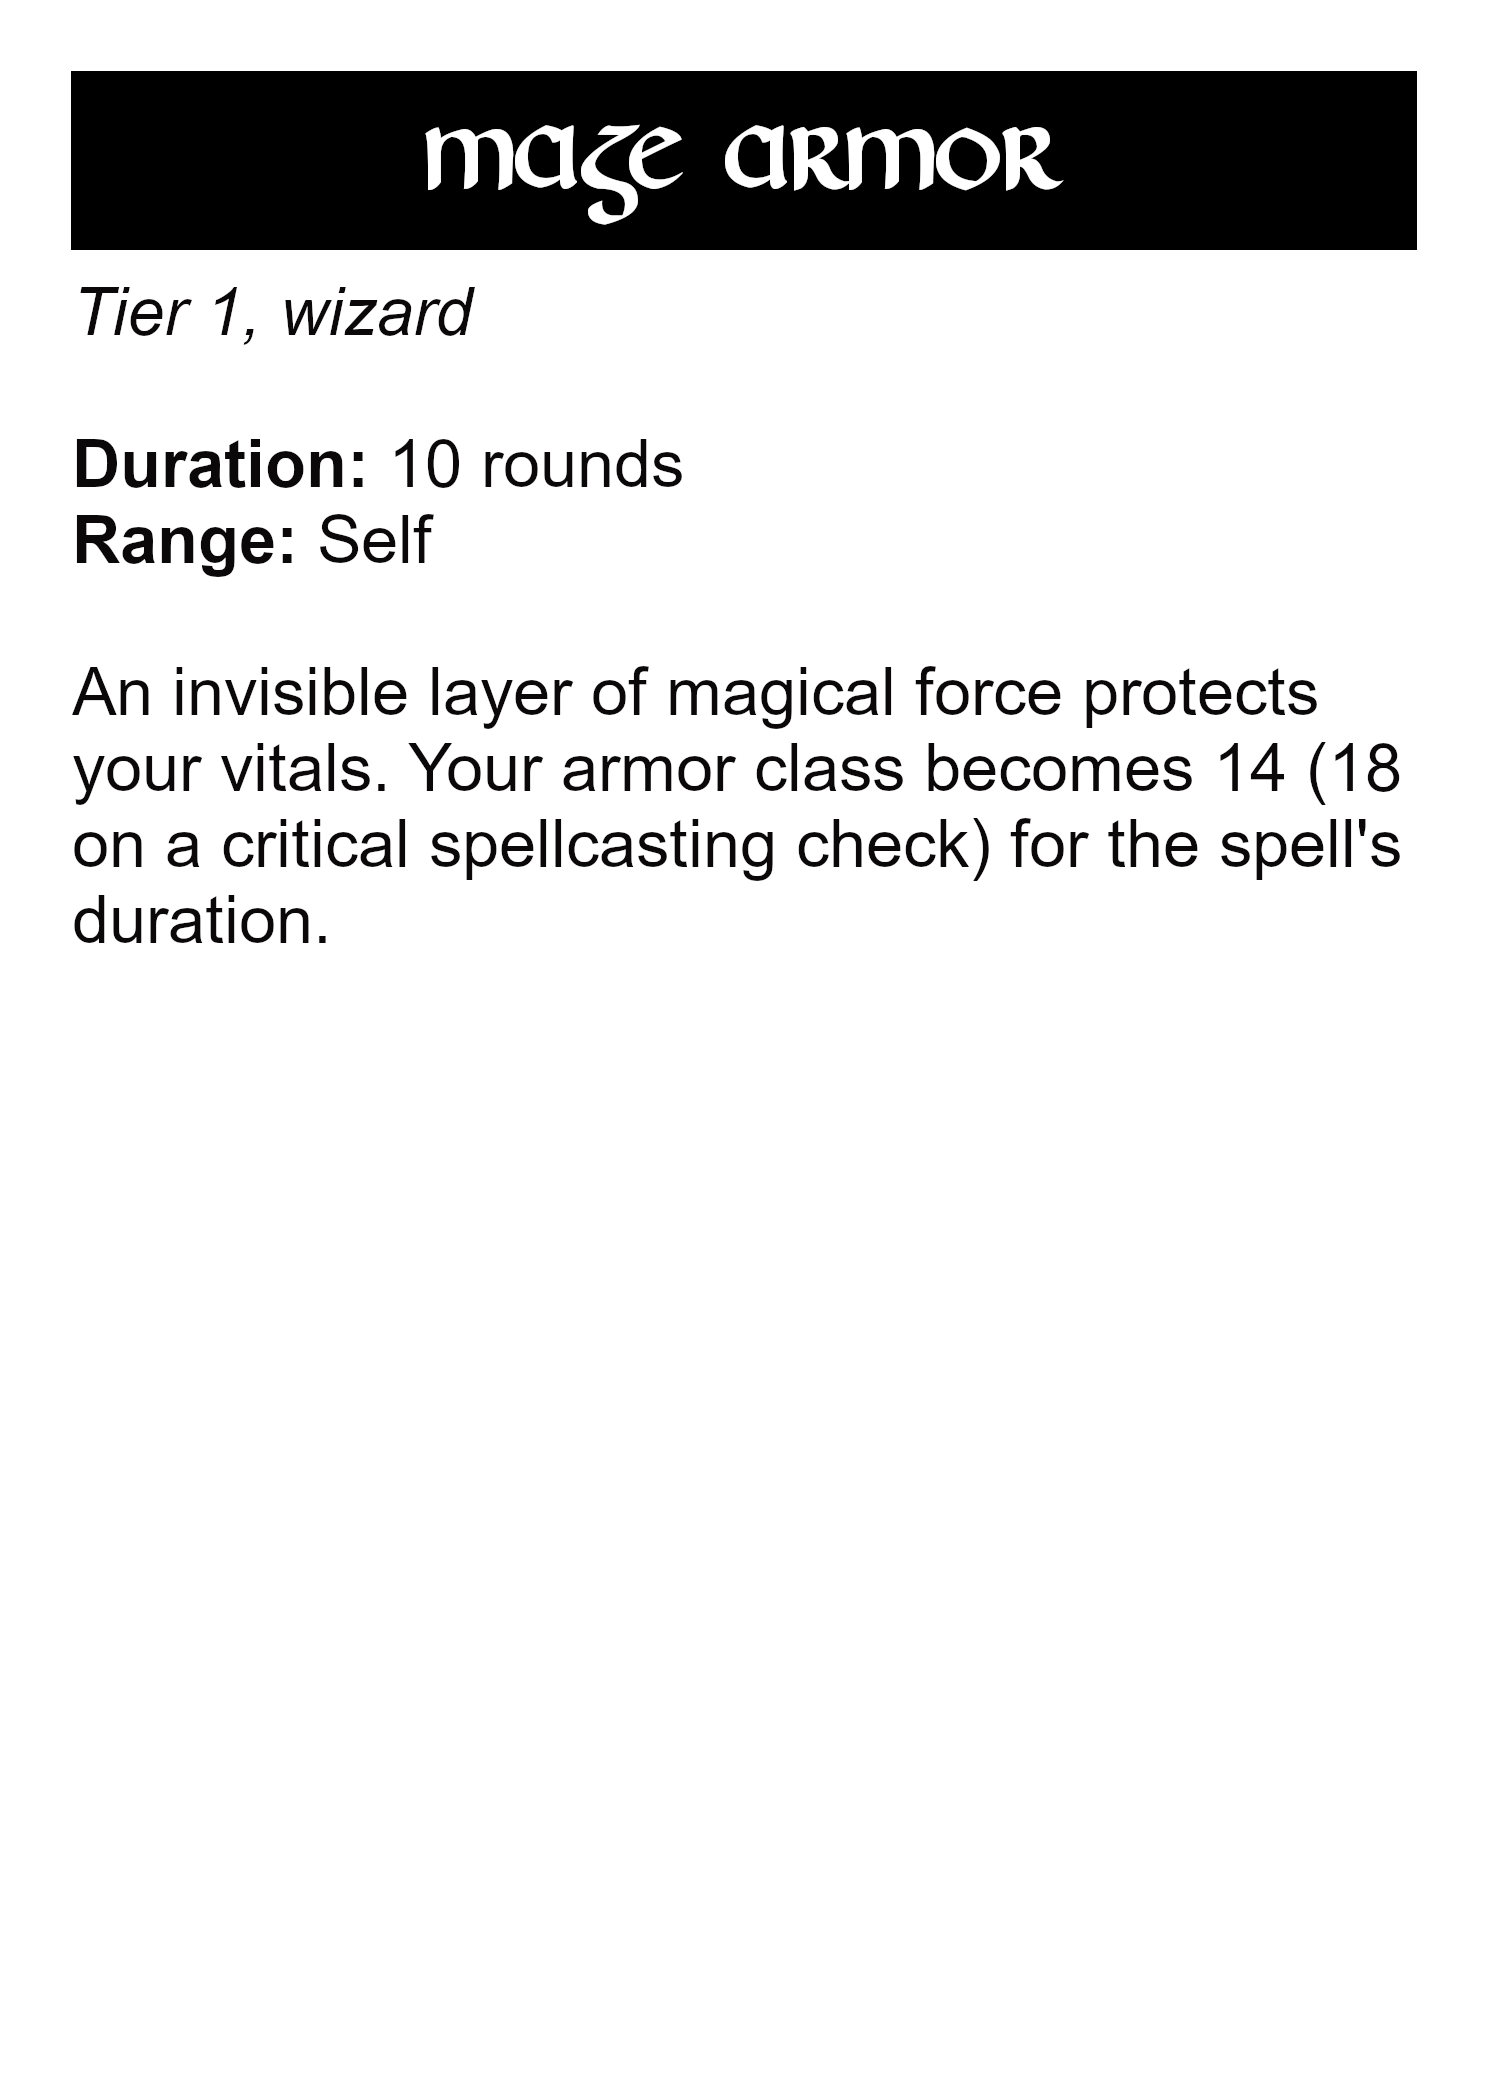 mage armor
Tier 1, wizard
Duration: 10 rounds
Range: Self
An invisible layer of magical force protects
your vitals. Your armor class becomes 14 (18
on a critical spellcasting check) for the spell's
duration.